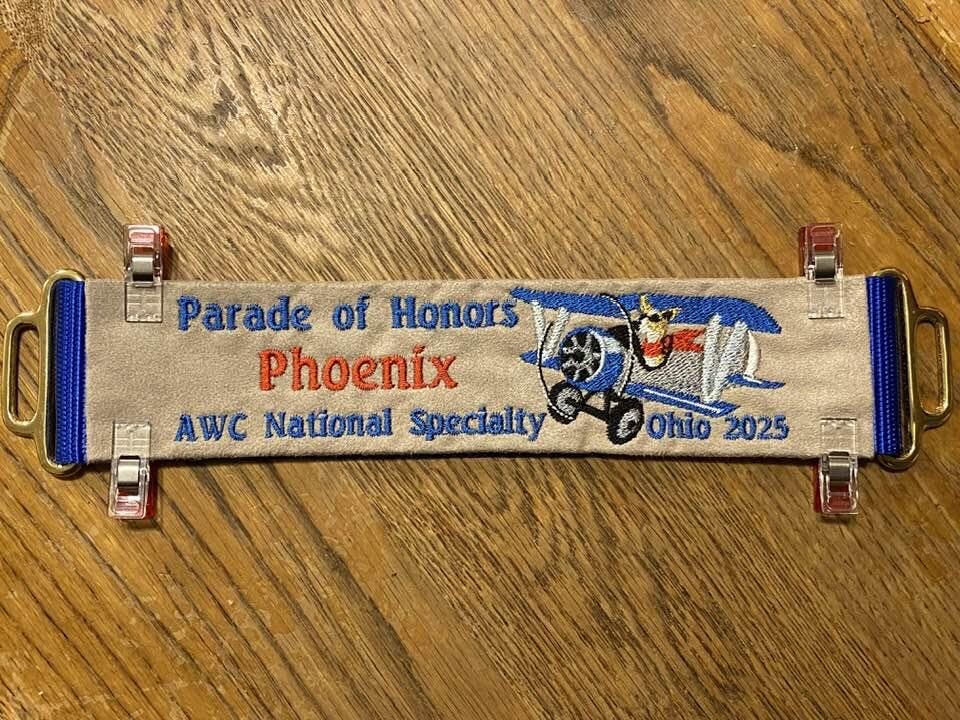 Parade of Honors
Phoenix
AWC National Specialty Ohio 2025